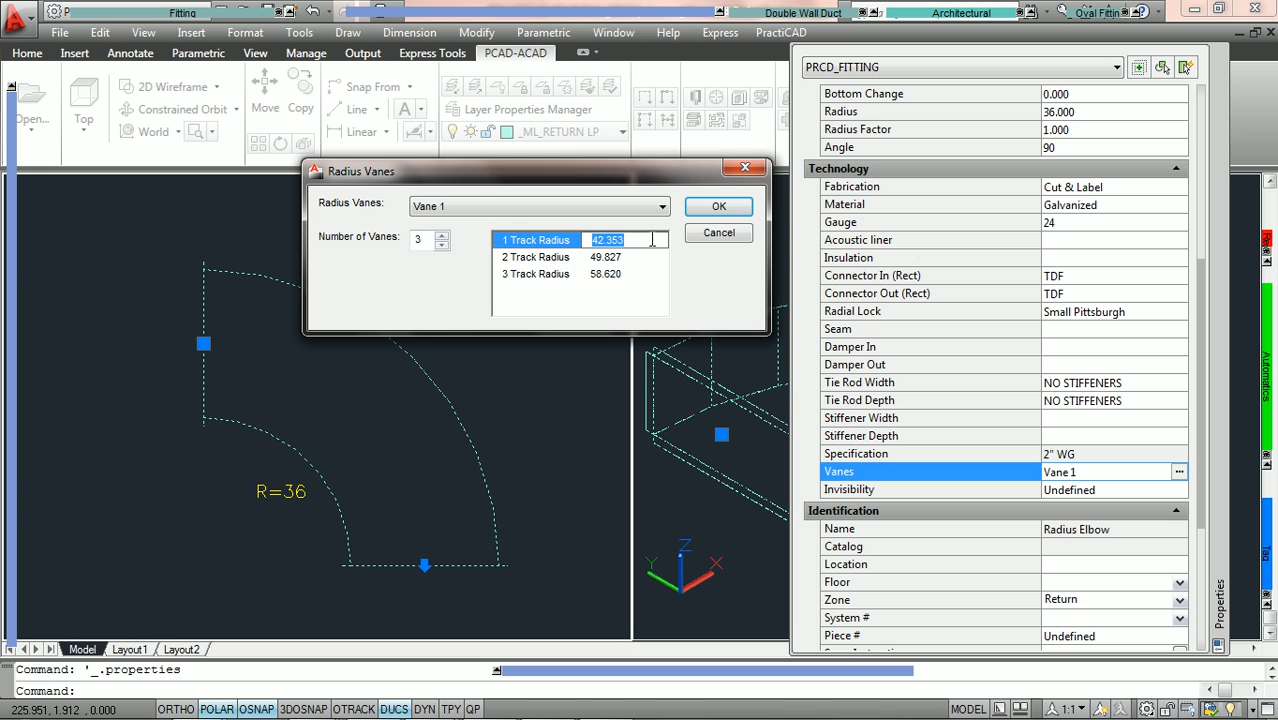 P
Fitting
Double Wall Duct
Architectural
Oval Fittin
File
Edit
View
Insert
Format
Tools
Draw
Dimension
Modify
Parametric
Window
Help
Express
PractiCAD
Home
Insert
Annotate
Parametric
View
Manage
Output
Express Tools
PCAD-ACAD
Open...
Top
2D Wireframe
Constrained Orbit
World
Move
Copy
Snap From
Line
A
Linear
Layer Properties Manager
_ML_RETURN LP
Radius Vanes
Radius Vanes:
Vane 1
OK
Number of Vanes:
3
Cancel
1 Track Radius 42.353
2 Track Radius 49.827
3 Track Radius 58.620
R=36
Z
Y
X
PRCD_FITTING
Bottom Change 0.000
Radius 36.000
Radius Factor 1.000
Angle 90
Technology
Fabrication Cut & Label
Material Galvanized
Gauge 24
Acoustic liner
Insulation
Connector In (Rect) TDF
Connector Out (Rect) TDF
Radial Lock Small Pittsburgh
Seam
Damper In
Damper Out
Tie Rod Width NO STIFFENERS
Tie Rod Depth NO STIFFENERS
Stiffener Width
Stiffener Depth
Specification 2" WG
Vanes Vane 1 ...
Invisibility Undefined
Identification
Name Radius Elbow
Catalog
Location
Floor
Zone Return
System #
Piece # Undefined
Properties
Automatics
Tag
Model
Layout1
Layout2
Command: '_.properties
Command:
225.951, 1.912 , 0.000
ORTHO
POLAR
OSNAP
3DOSNAP
OTRACK
DUCS
DYN
TPY
QP
MODEL
1:1